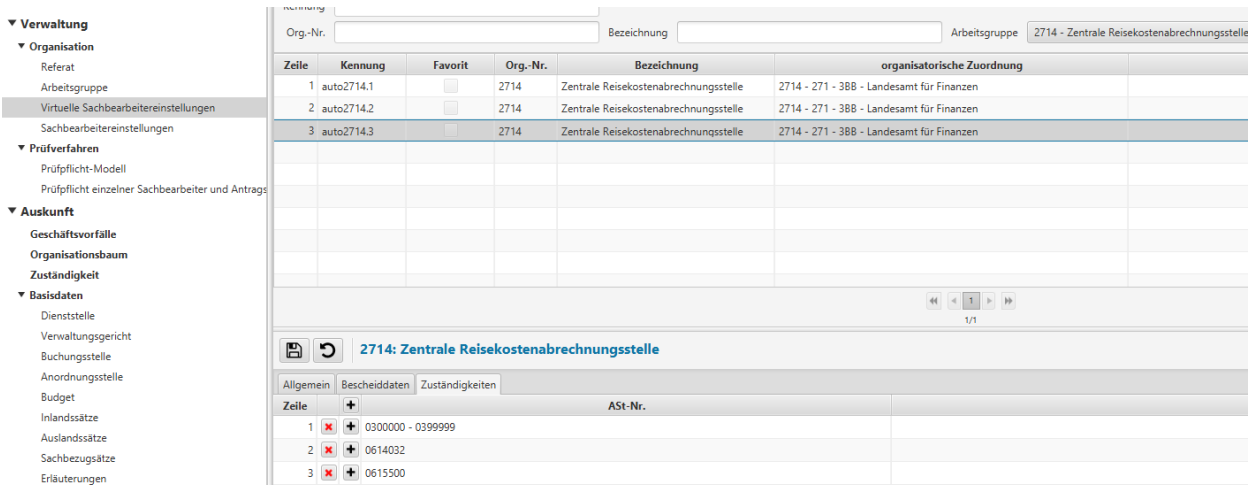 Kennung
▼ Verwaltung
Org.-Nr. Bezeichnung Arbeitsgruppe 2714 - Zentrale Reisekostenabrechnungsstelle
▼ Organisation
Referat
Arbeitsgruppe
Virtuelle Sachbearbeitereinstellungen
Sachbearbeitereinstellungen
▼ Prüfverfahren
Prüfpflicht-Modell
Prüfpflicht einzelner Sachbearbeiter und Antrags
▼ Auskunft
Geschäftsvorfälle
Organisationsbaum
Zuständigkeit
▼ Basisdaten
Dienststelle
Verwaltungsgericht
Buchungsstelle
Anordnungsstelle
Budget
Inlandssätze
Auslandssätze
Sachbezugsätze
Erläuterungen
Zeile Kennung Favorit Org.-Nr. Bezeichnung organisatorische Zuordnung
1 auto2714.1 2714 Zentrale Reisekostenabrechnungsstelle 2714 - 271 - 3BB - Landesamt für Finanzen
2 auto2714.2 2714 Zentrale Reisekostenabrechnungsstelle 2714 - 271 - 3BB - Landesamt für Finanzen
3 auto2714.3 2714 Zentrale Reisekostenabrechnungsstelle 2714 - 271 - 3BB - Landesamt für Finanzen
1
1/1
2714: Zentrale Reisekostenabrechnungsstelle
Allgemein Bescheiddaten Zuständigkeiten
Zeile ASt-Nr.
1 0300000 - 0399999
2 0614032
3 0615500